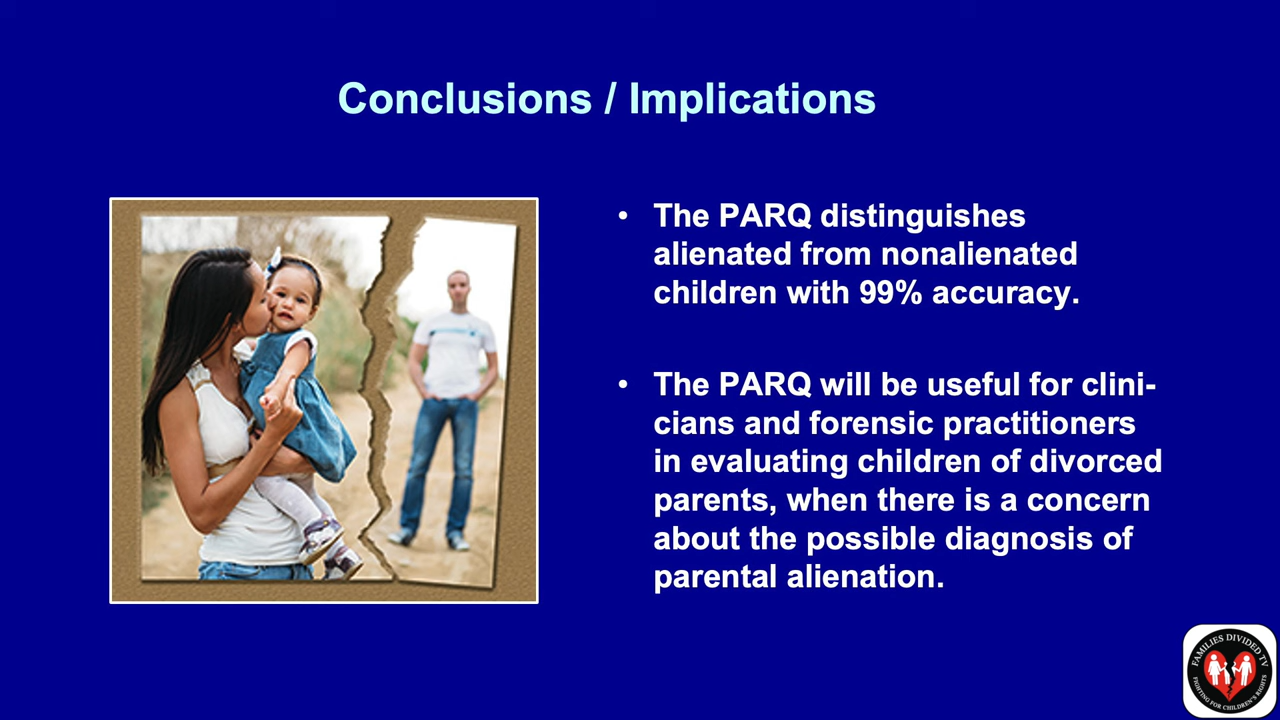 Conclusions / Implications
• The PARQ distinguishes
alienated from nonalienated
children with 99% accuracy.
• The PARQ will be useful for clini-
cians and forensic practitioners
in evaluating children of divorced
parents, when there is a concern
about the possible diagnosis of
parental alienation.
FAMILIES DIVIDED TV
FIGHTING FOR CHILDREN'S RIGHTS